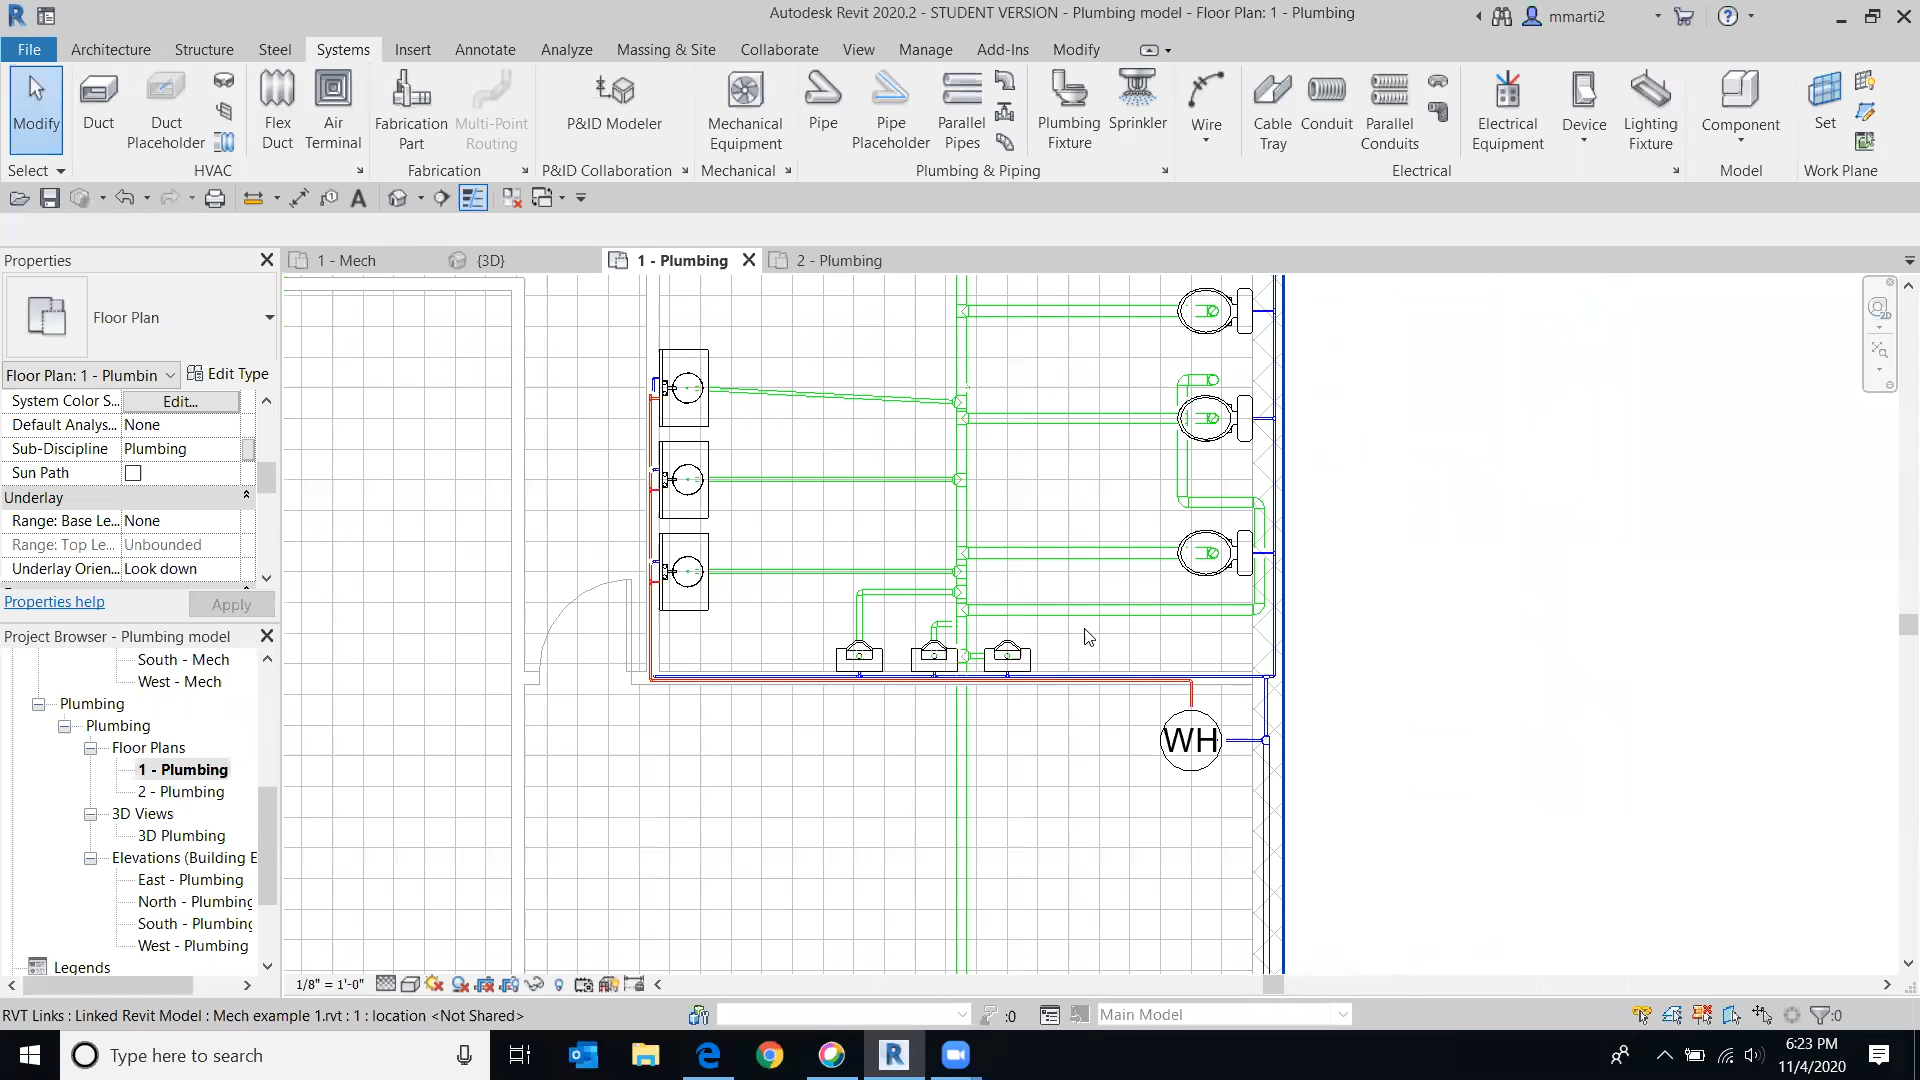 Autodesk Revit 2020.2 - STUDENT VERSION - Plumbing model - Floor Plan: 1 - Plumbing
mmarti2
File Architecture Structure Steel Systems Insert Annotate Analyze Massing & Site Collaborate View Manage Add-Ins Modify
Modify
Duct
Duct Placeholder
Flex Duct
Air Terminal
Fabrication Part
Multi-Point Routing
P&ID Modeler
Mechanical Equipment
Pipe
Pipe Placeholder
Parallel Pipes
Plumbing Fixture
Sprinkler
Wire
Cable Tray
Conduit
Parallel Conduits
Electrical Equipment
Device
Lighting Fixture
Component
Set
Select HVAC Fabrication P&ID Collaboration Mechanical Plumbing & Piping Electrical Model Work Plane
Properties
1 - Mech
{3D}
1 - Plumbing
2 - Plumbing
Floor Plan
Floor Plan: 1 - Plumbin
Edit Type
System Color S... Edit...
Default Analys... None
Sub-Discipline Plumbing
Sun Path
Underlay
Range: Base Le... None
Range: Top Le... Unbounded
Underlay Orien... Look down
Properties help
Apply
Project Browser - Plumbing model
South - Mech
West - Mech
Plumbing
Plumbing
Floor Plans
1 - Plumbing
2 - Plumbing
3D Views
3D Plumbing
Elevations (Building E
East - Plumbing
North - Plumbing
South - Plumbing
West - Plumbing
Legends
WH
2D
1/8" = 1'-0"
RVT Links : Linked Revit Model : Mech example 1.rvt : 1 : location <Not Shared>
:0
Main Model
:0
Type here to search
6:23 PM
11/4/2020